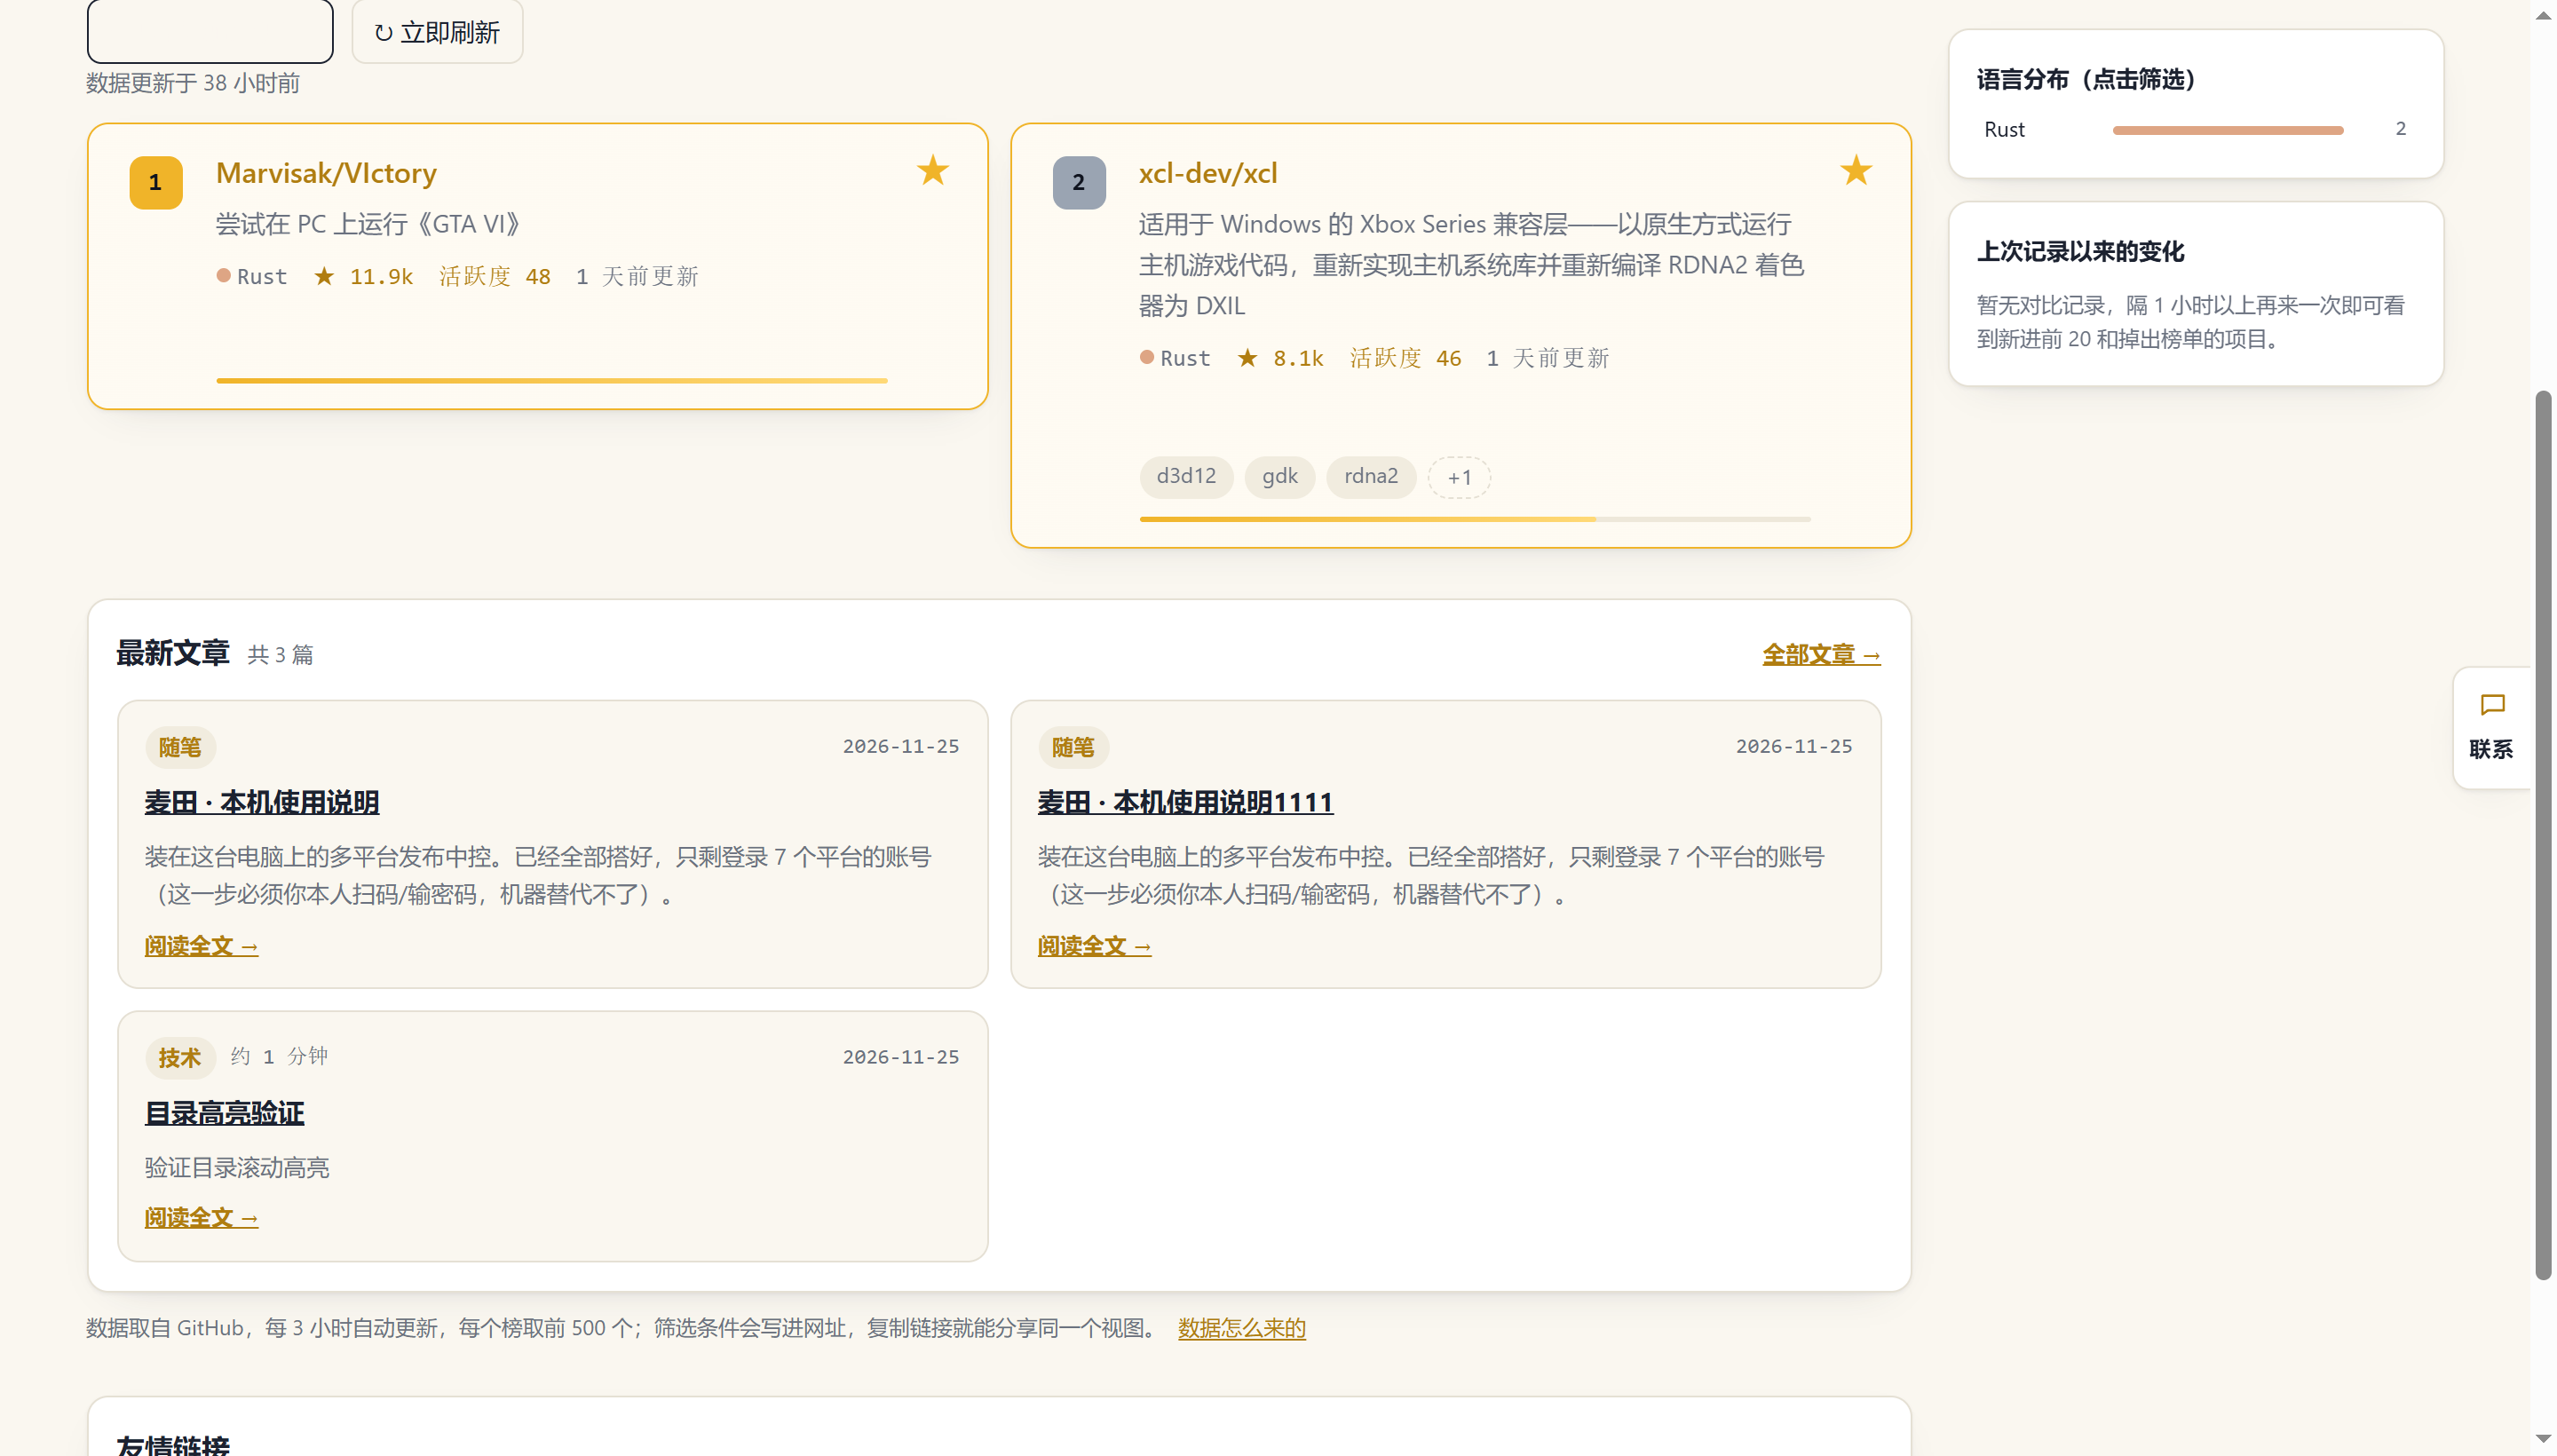 ↻ 立即刷新
数据更新于 38 小时前
1
Marvisak/VIctory
★
尝试在 PC 上运行《GTA VI》
Rust ★ 11.9k 活跃度 48 1 天前更新
2
xcl-dev/xcl
★
适用于 Windows 的 Xbox Series 兼容层——以原生方式运行
主机游戏代码，重新实现主机系统库并重新编译 RDNA2 着色
器为 DXIL
Rust ★ 8.1k 活跃度 46 1 天前更新
d3d12 gdk rdna2 +1
语言分布（点击筛选）
Rust 2
上次记录以来的变化
暂无对比记录，隔 1 小时以上再来一次即可看
到新进前 20 和掉出榜单的项目。
最新文章 共 3 篇
全部文章 →
随笔 2026-11-25
麦田 · 本机使用说明
装在这台电脑上的多平台发布中控。已经全部搭好，只剩登录 7 个平台的账号
（这一步必须你本人扫码/输密码，机器替代不了）。
阅读全文 →
随笔 2026-11-25
麦田 · 本机使用说明1111
装在这台电脑上的多平台发布中控。已经全部搭好，只剩登录 7 个平台的账号
（这一步必须你本人扫码/输密码，机器替代不了）。
阅读全文 →
技术 约 1 分钟 2026-11-25
目录高亮验证
验证目录滚动高亮
阅读全文 →
联系
数据取自 GitHub，每 3 小时自动更新，每个榜取前 500 个；筛选条件会写进网址，复制链接就能分享同一个视图。 数据怎么来的
友情链接